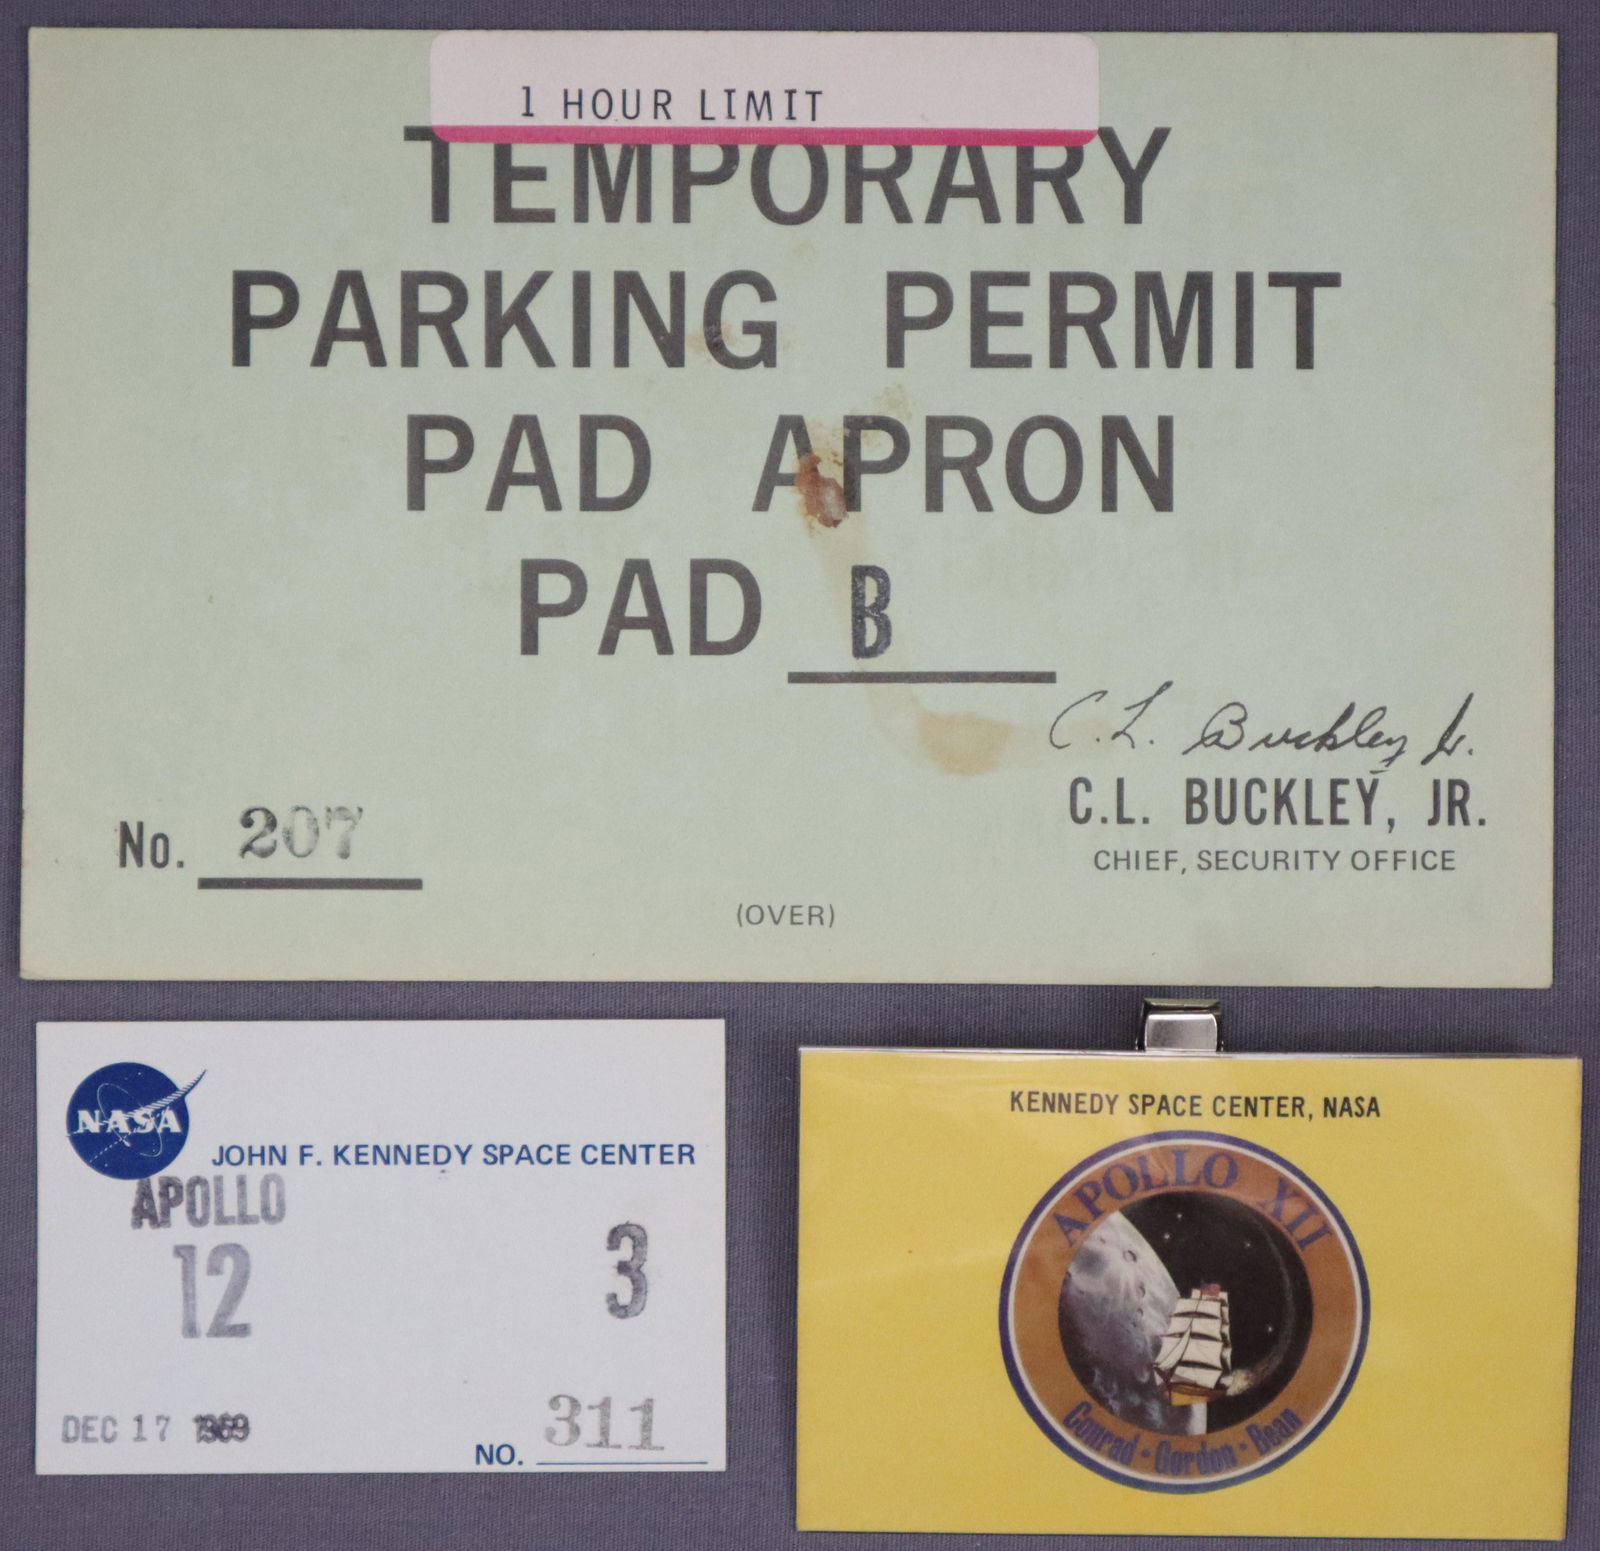 1 HOUR LIMIT
TEMPORARY
PARKING PERMIT
PAD APRON
PAD B
C. L. Buckley Jr.
C.L. BUCKLEY, JR.
CHIEF, SECURITY OFFICE
No. 207
(OVER)
NASA
JOHN F. KENNEDY SPACE CENTER
APOLLO
12
3
DEC 17 1969
NO. 311
KENNEDY SPACE CENTER, NASA
APOLLO XII
Conrad · Gordon · Bean